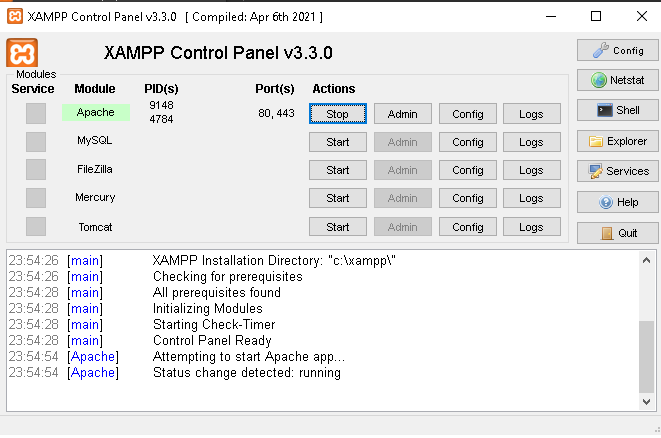 XAMPP Control Panel v3.3.0 [ Compiled: Apr 6th 2021 ]
XAMPP Control Panel v3.3.0
Config
Modules
Service Module PID(s) Port(s) Actions
Netstat
Apache 9148 4784 80, 443 Stop Admin Config Logs
Shell
MySQL Start Admin Config Logs
Explorer
FileZilla Start Admin Config Logs
Services
Mercury Start Admin Config Logs
Help
Tomcat Start Admin Config Logs
Quit
23:54:26 [main] XAMPP Installation Directory: "c:\xampp\"
23:54:26 [main] Checking for prerequisites
23:54:28 [main] All prerequisites found
23:54:28 [main] Initializing Modules
23:54:28 [main] Starting Check-Timer
23:54:28 [main] Control Panel Ready
23:54:54 [Apache] Attempting to start Apache app...
23:54:54 [Apache] Status change detected: running